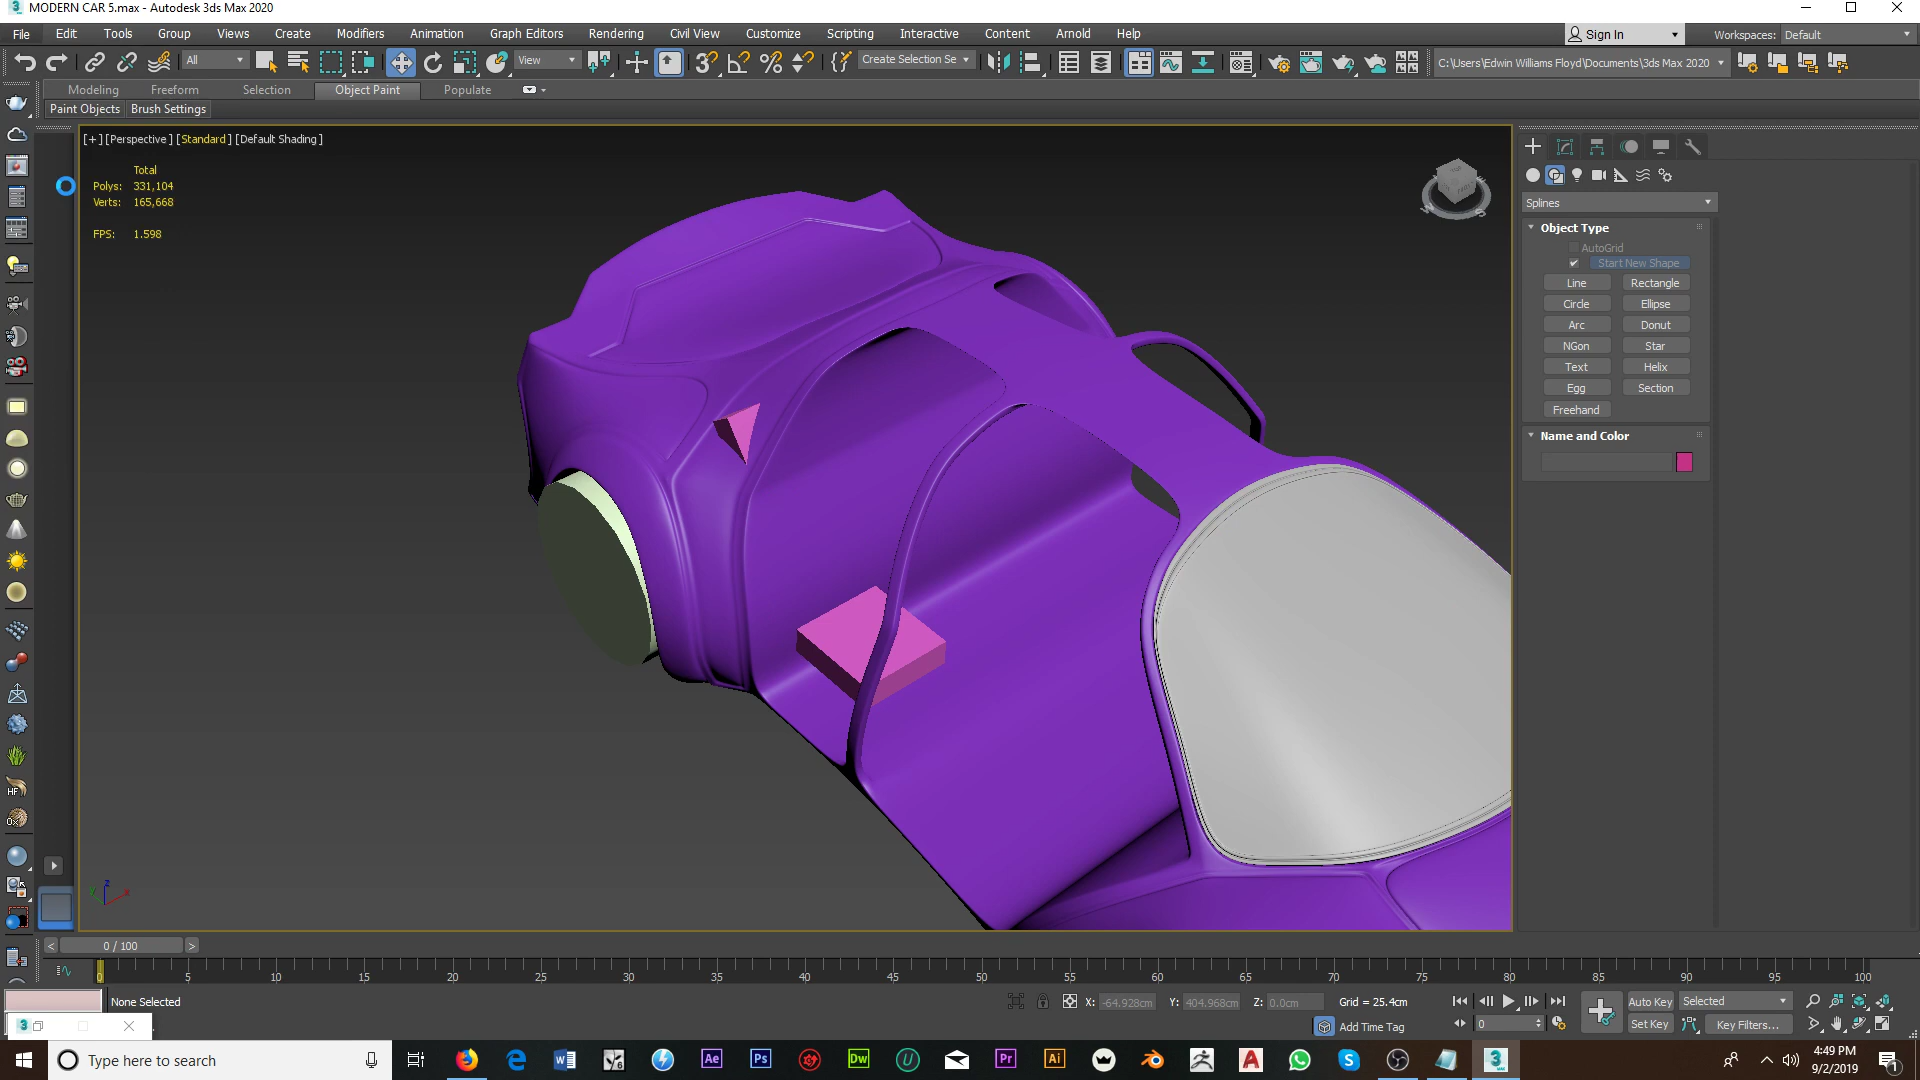 MODERN CAR 5.max - Autodesk 3ds Max 2020
File Edit Tools Group Views Create Modifiers Animation Graph Editors Rendering Civil View Customize Scripting Interactive Content Arnold Help
Sign In
Workspaces: Default
All
View
Create Selection Se
C:\Users\Edwin Williams Floyd\Documents\3ds Max 2020
Modeling Freeform Selection Object Paint Populate
Paint Objects Brush Settings
[+] [Perspective] [Standard] [Default Shading]
Total
Polys: 331,104
Verts: 165,668
FPS: 1.598
Splines
Object Type
AutoGrid
Start New Shape
Line Rectangle
Circle Ellipse
Arc Donut
NGon Star
Text Helix
Egg Section
Freehand
Name and Color
0 / 100
0 5 10 15 20 25 30 35 40 45 50 55 60 65 70 75 80 85 90 95 100
None Selected
X: -64.928cm Y: 404.968cm Z: 0.0cm Grid = 25.4cm
Add Time Tag
0
Auto Key Selected
Set Key Key Filters...
Type here to search
4:49 PM
9/2/2019